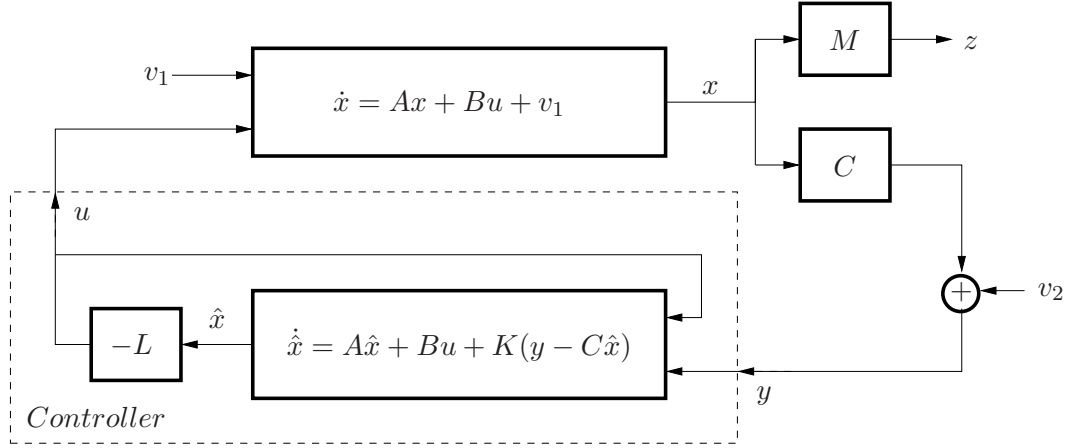 M
z
v₁
ẋ = Ax + Bu + v₁
x
C
u
v₂
+
x̂
−L
x̂̇ = Ax̂ + Bu + K(y − Cx̂)
y
Controller